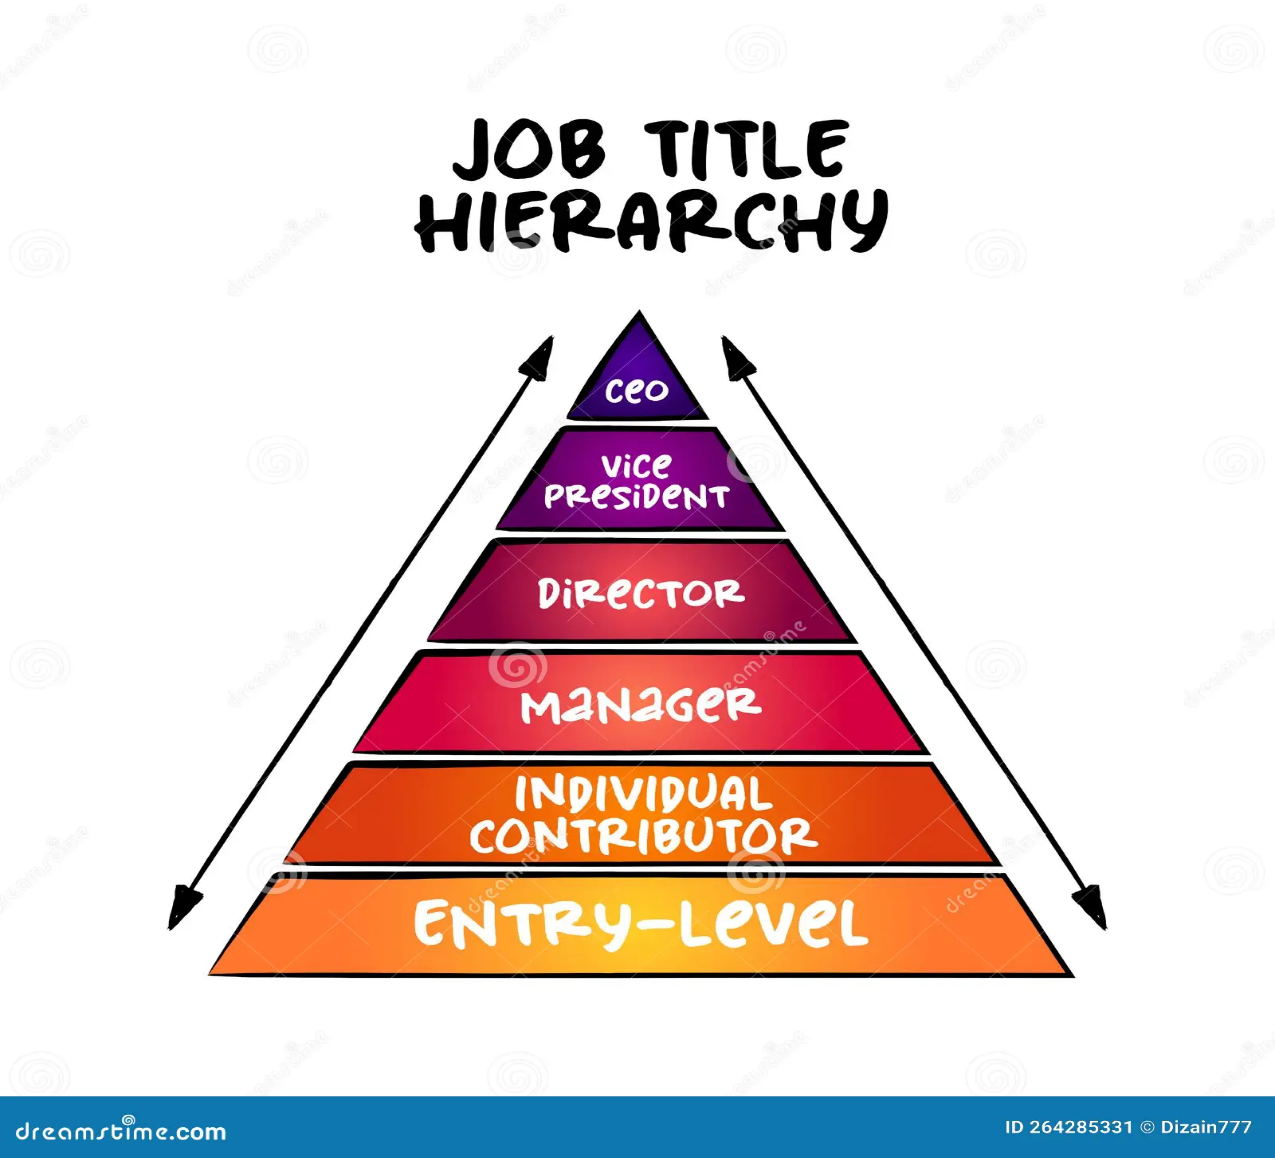 JOB TITLE
HIERARCHY
CEO
VICE
PRESIDENT
DIRECTOR
MANAGER
INDIVIDUAL
CONTRIBUTOR
ENTRY-LEVEL
dreamstime.com
ID 264285331 © Dizain777